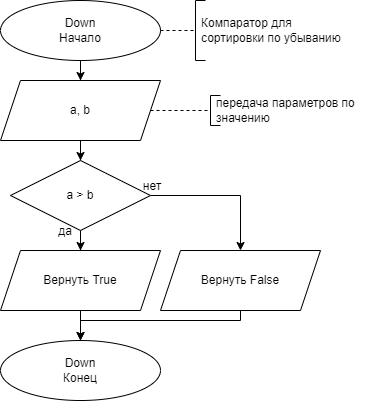 Down
Начало
Компаратор для
сортировки по убыванию
a, b
передача параметров по
значению
a > b
нет
да
Вернуть True
Вернуть False
Down
Конец